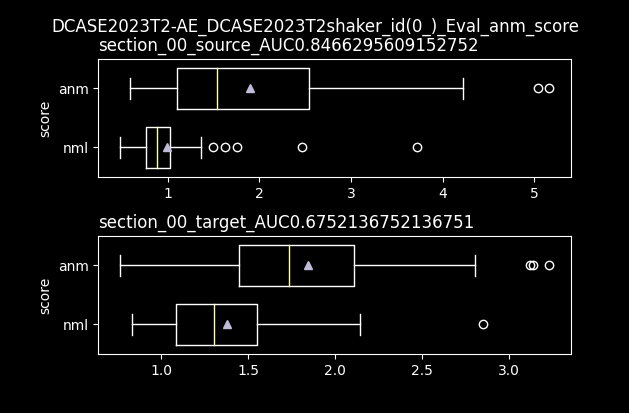 DCASE2023T2-AE_DCASE2023T2shaker_id(0_)_Eval_anm_score
section_00_source_AUC0.8466295609152752
anm
nml
score
1 2 3 4 5
section_00_target_AUC0.6752136752136751
anm
nml
score
1.0 1.5 2.0 2.5 3.0